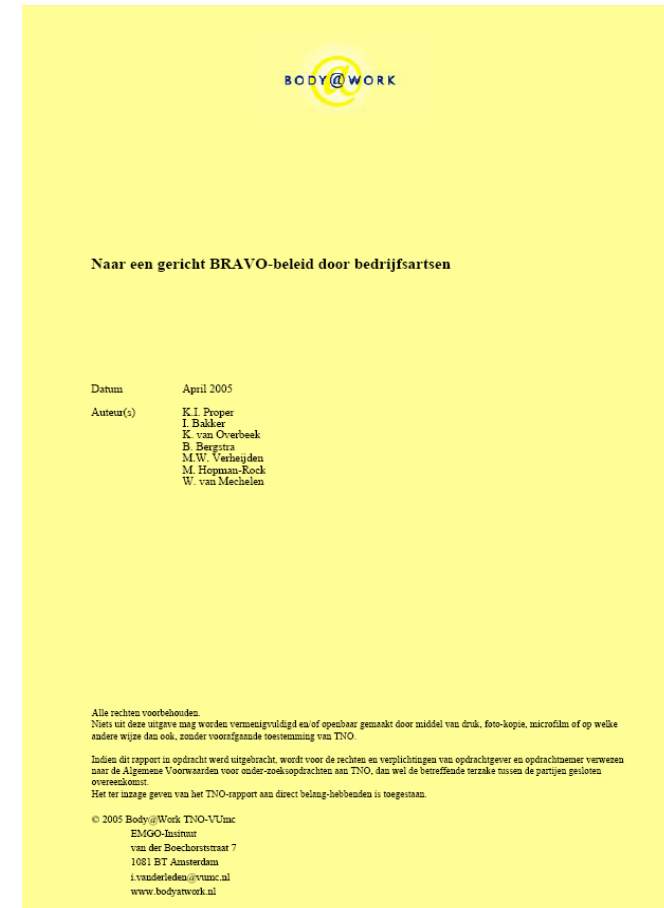 BODY@WORK
Naar een gericht BRAVO-beleid door bedrijfsartsen
Datum April 2005
Auteur(s) K.I. Proper
I. Bakker
K. van Overbeek
B. Bergstra
M.W. Verheijden
M. Hopman-Rock
W. van Mechelen
Alle rechten voorbehouden.
Niets uit deze uitgave mag worden vermenigvuldigd en/of openbaar gemaakt door middel van druk, foto-kopie, microfilm of op welke
andere wijze dan ook, zonder voorafgaande toestemming van TNO.
Indien dit rapport in opdracht werd uitgebracht, wordt voor de rechten en verplichtingen van opdrachtgever en opdrachtnemer verwezen
naar de Algemene Voorwaarden voor onder-zoeksopdrachten aan TNO, dan wel de betreffende terzake tussen de partijen gesloten
overeenkomst.
Het ter inzage geven van het TNO-rapport aan direct belang-hebbenden is toegestaan.
© 2005 Body@Work TNO-VUmc
EMGO-Insituut
van der Boechorststraat 7
1081 BT Amsterdam
i.vanderleden@vumc.nl
www.bodyatwork.nl